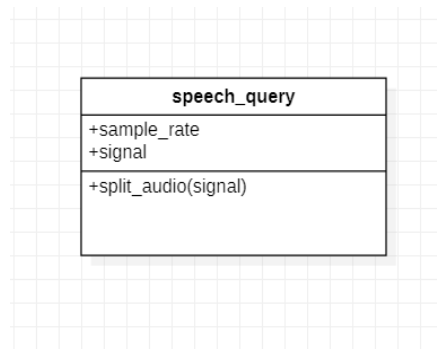 speech_query
+sample_rate
+signal
+split_audio(signal)